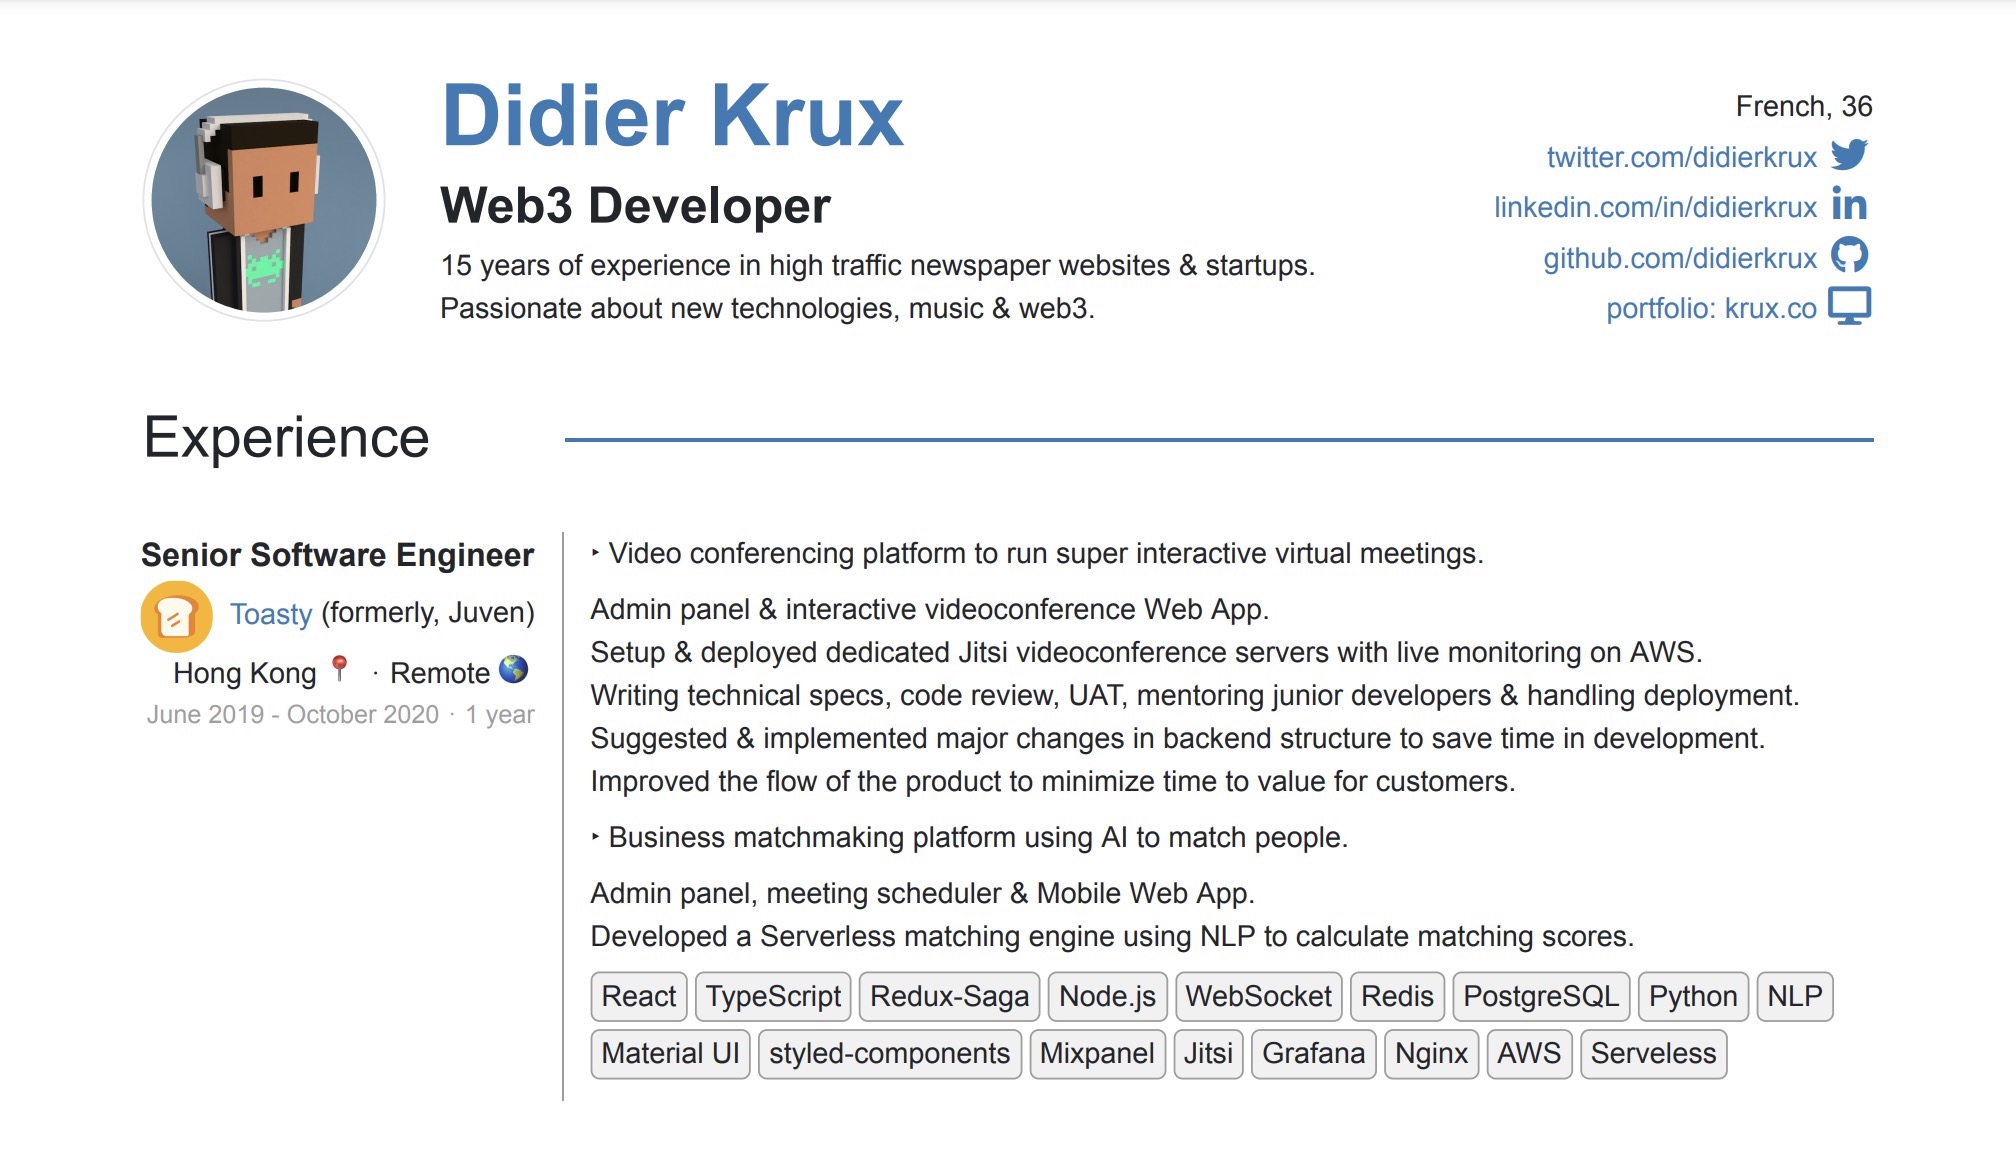 Didier Krux
Web3 Developer
15 years of experience in high traffic newspaper websites & startups.
Passionate about new technologies, music & web3.
French, 36
twitter.com/didierkrux
linkedin.com/in/didierkrux
github.com/didierkrux
portfolio: krux.co
Experience
Senior Software Engineer
Toasty (formerly, Juven)
Hong Kong 📍 · Remote 🌎
June 2019 - October 2020 · 1 year
‣ Video conferencing platform to run super interactive virtual meetings.
Admin panel & interactive videoconference Web App.
Setup & deployed dedicated Jitsi videoconference servers with live monitoring on AWS.
Writing technical specs, code review, UAT, mentoring junior developers & handling deployment.
Suggested & implemented major changes in backend structure to save time in development.
Improved the flow of the product to minimize time to value for customers.
‣ Business matchmaking platform using AI to match people.
Admin panel, meeting scheduler & Mobile Web App.
Developed a Serverless matching engine using NLP to calculate matching scores.
React TypeScript Redux-Saga Node.js WebSocket Redis PostgreSQL Python NLP
Material UI styled-components Mixpanel Jitsi Grafana Nginx AWS Serveless